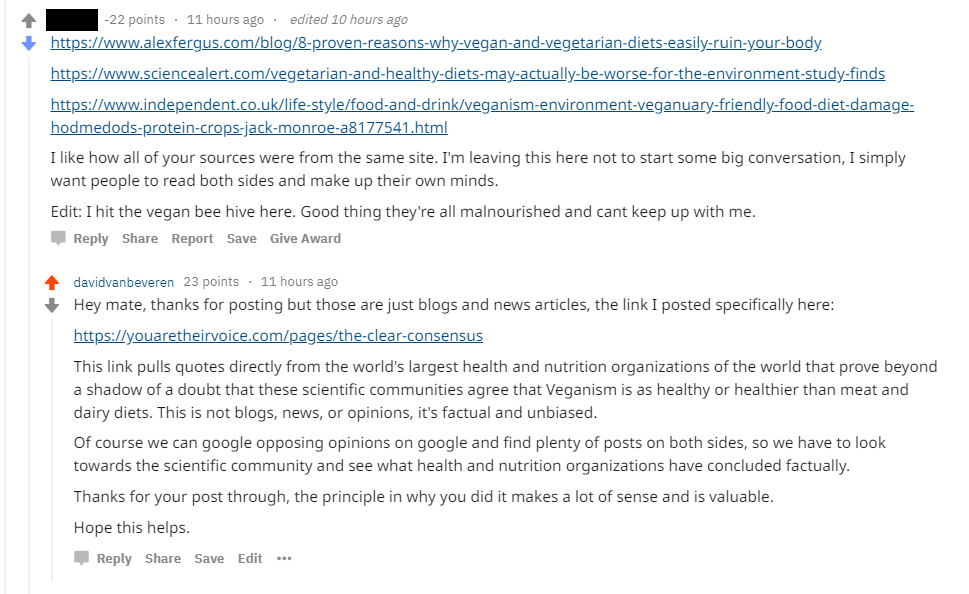 -22 points · 11 hours ago · edited 10 hours ago
https://www.alexfergus.com/blog/8-proven-reasons-why-vegan-and-vegetarian-diets-easily-ruin-your-body
https://www.sciencealert.com/vegetarian-and-healthy-diets-may-actually-be-worse-for-the-environment-study-finds
https://www.independent.co.uk/life-style/food-and-drink/veganism-environment-veganuary-friendly-food-diet-damage-
hodmedods-protein-crops-jack-monroe-a8177541.html
I like how all of your sources were from the same site. I'm leaving this here not to start some big conversation, I simply
want people to read both sides and make up their own minds.
Edit: I hit the vegan bee hive here. Good thing they're all malnourished and cant keep up with me.
Reply Share Report Save Give Award
davidvanbeveren 23 points · 11 hours ago
Hey mate, thanks for posting but those are just blogs and news articles, the link I posted specifically here:
https://youaretheirvoice.com/pages/the-clear-consensus
This link pulls quotes directly from the world's largest health and nutrition organizations of the world that prove beyond
a shadow of a doubt that these scientific communities agree that Veganism is as healthy or healthier than meat and
dairy diets. This is not blogs, news, or opinions, it's factual and unbiased.
Of course we can google opposing opinions on google and find plenty of posts on both sides, so we have to look
towards the scientific community and see what health and nutrition organizations have concluded factually.
Thanks for your post through, the principle in why you did it makes a lot of sense and is valuable.
Hope this helps.
Reply Share Save Edit •••